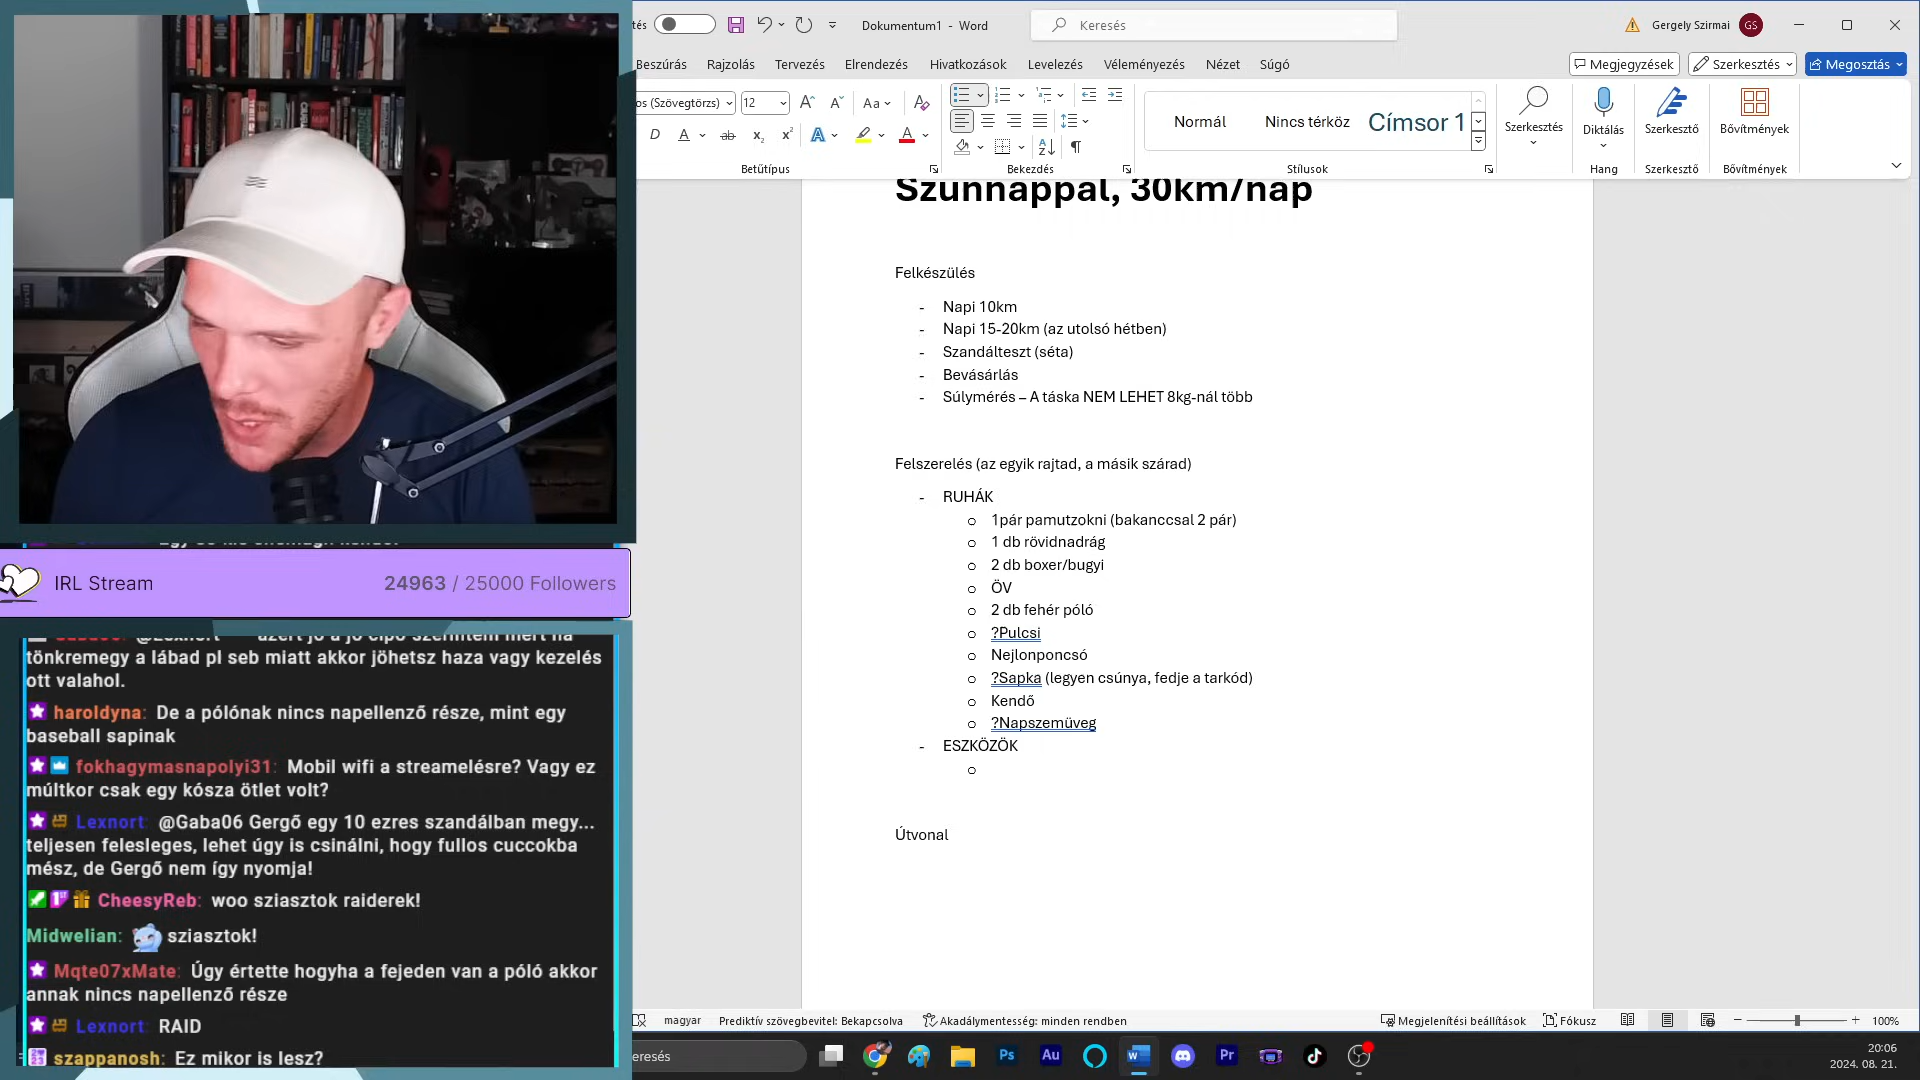 tés
Dokumentum1 - Word
Keresés
Gergely Szirmai
GS
Beszúrás
Rajzolás
Tervezés
Elrendezés
Hivatkozások
Levelezés
Véleményezés
Nézet
Súgó
Megjegyzések
Szerkesztés
Megosztás
os (Szövegtörzs)
12
Aa
Normál
Nincs térköz
Címsor 1
Szerkesztés
Diktálás
Szerkesztő
Bővítmények
Betűtípus
Bekezdés
Stílusok
Hang
Szerkesztő
Bővítmények
Szünnappal, 30km/nap
Felkészülés
- Napi 10km
- Napi 15-20km (az utolsó hétben)
- Szandálteszt (séta)
- Bevásárlás
- Súlymérés – A táska NEM LEHET 8kg-nál több
Felszerelés (az egyik rajtad, a másik szárad)
- RUHÁK
o 1pár pamutzokni (bakanccsal 2 pár)
o 1 db rövidnadrág
o 2 db boxer/bugyi
o ÖV
o 2 db fehér póló
o ?Pulcsi
o Nejlonponcsó
o ?Sapka (legyen csúnya, fedje a tarkód)
o Kendő
o ?Napszemüveg
- ESZKÖZÖK
o
Útvonal
IRL Stream
24963 / 25000 Followers
tönkremegy a lábad pl seb miatt akkor jöhetsz haza vagy kezelés
ott valahol.
haroldyna: De a pólónak nincs napellenző része, mint egy
baseball sapinak
fokhagymasnapolyi31: Mobil wifi a streamelésre? Vagy ez
múltkor csak egy kósza ötlet volt?
Lexnort: @Gaba06 Gergő egy 10 ezres szandálban megy...
teljesen felesleges, lehet úgy is csinálni, hogy fullos cuccokba
mész, de Gergő nem így nyomja!
CheesyReb: woo sziasztok raiderek!
Midwelian: sziasztok!
Mqte07xMate: Úgy értette hogyha a fejeden van a póló akkor
annak nincs napellenző része
Lexnort: RAID
szappanosh: Ez mikor is lesz?
magyar
Prediktív szövegbevitel: Bekapcsolva
Akadálymentesség: minden rendben
Megjelenítési beállítások
Fókusz
100%
eresés
20:06
2024. 08. 21.